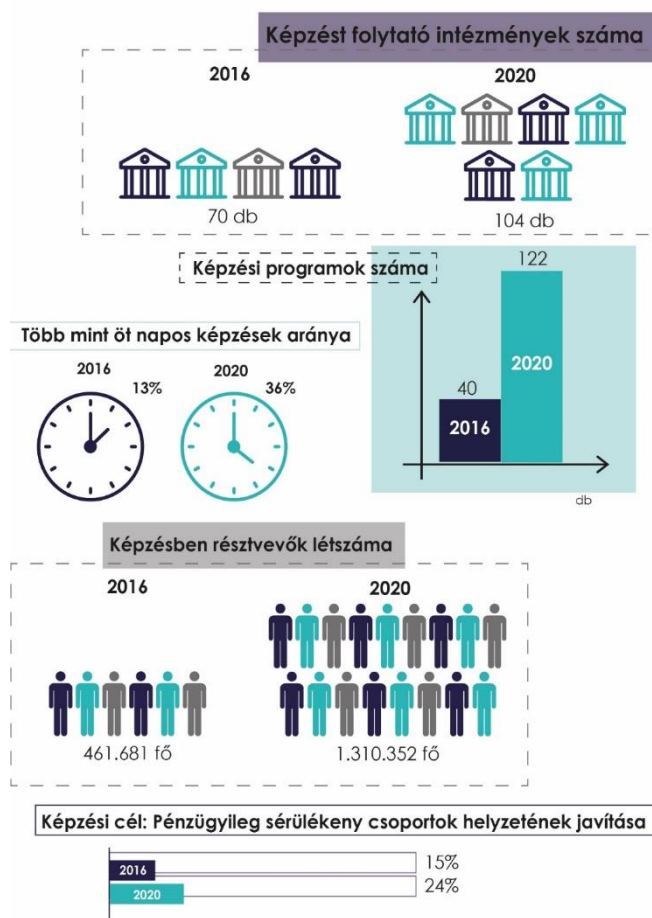 Képzést folytató intézmények száma
2016
2020
70 db
104 db
Képzési programok száma
122
2020
40
2016
db
Több mint öt napos képzések aránya
2016
13%
2020
36%
Képzésben résztvevők létszáma
2016
2020
461.681 fő
1.310.352 fő
Képzési cél: Pénzügyileg sérülékeny csoportok helyzetének javítása
2016
15%
2020
24%